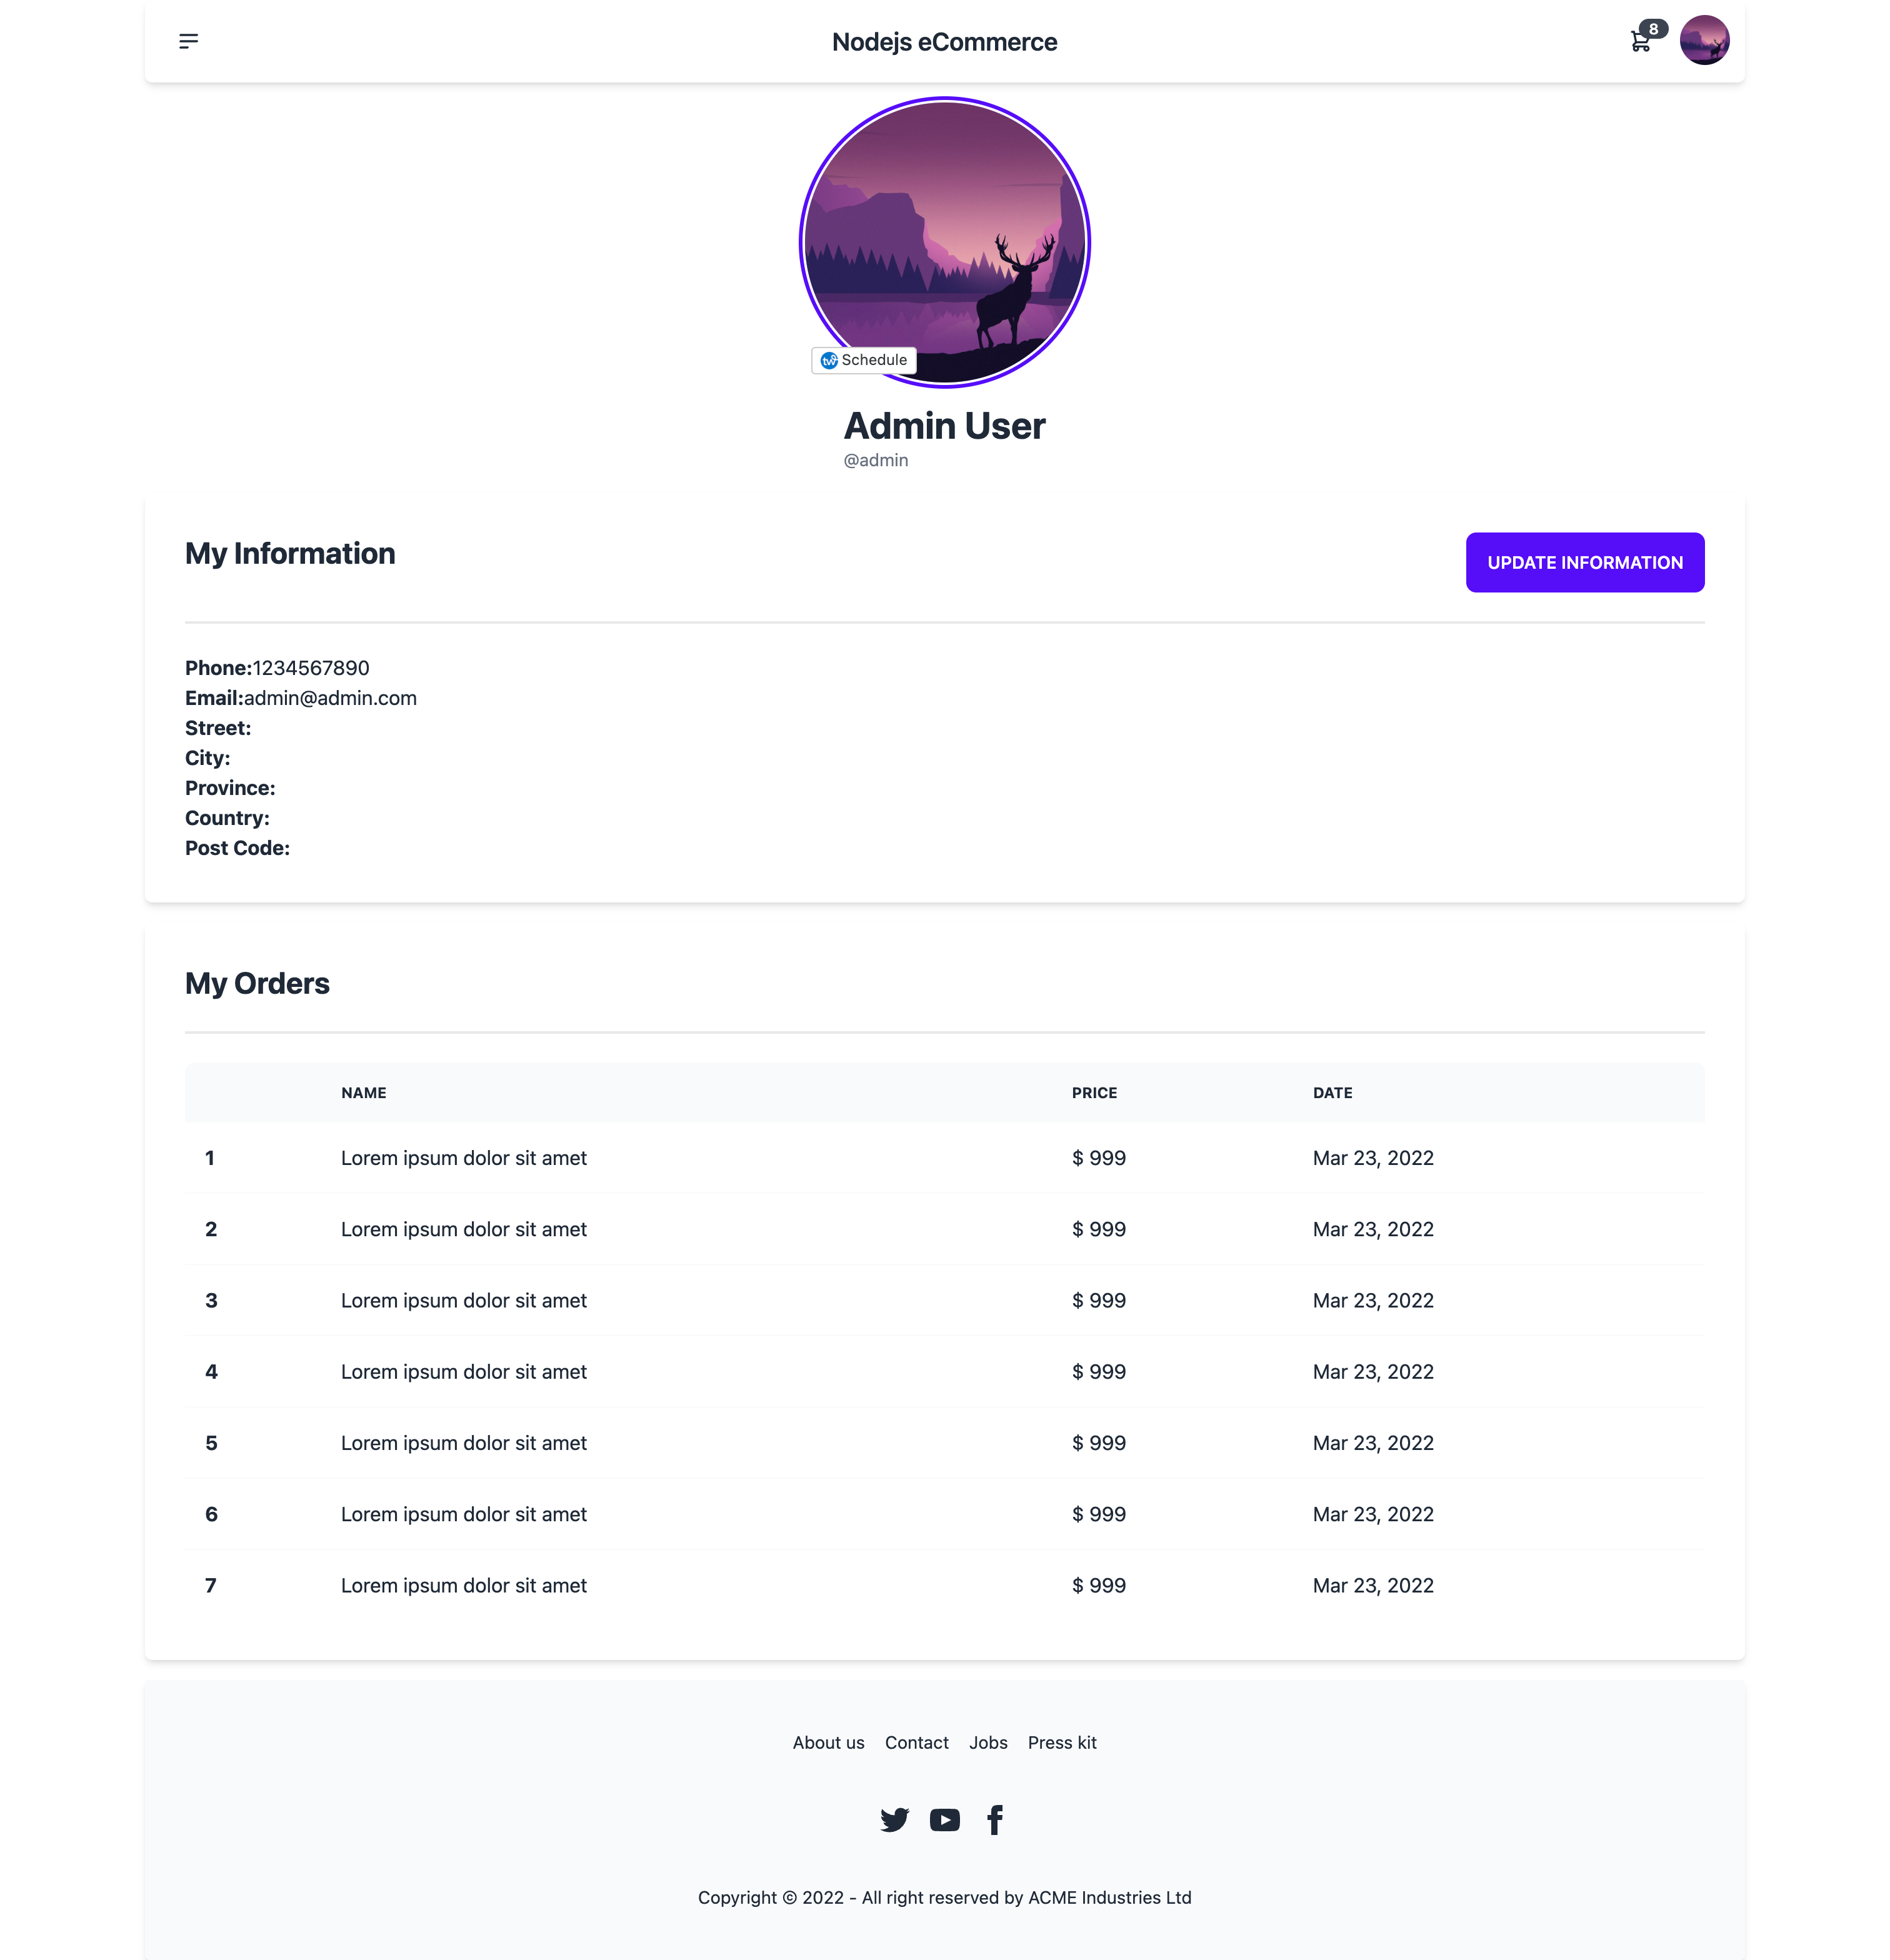 Nodejs eCommerce
8
Schedule
Admin User
@admin
My Information
UPDATE INFORMATION
Phone:1234567890
Email:admin@admin.com
Street:
City:
Province:
Country:
Post Code:
My Orders
NAME PRICE DATE
1 Lorem ipsum dolor sit amet $ 999 Mar 23, 2022
2 Lorem ipsum dolor sit amet $ 999 Mar 23, 2022
3 Lorem ipsum dolor sit amet $ 999 Mar 23, 2022
4 Lorem ipsum dolor sit amet $ 999 Mar 23, 2022
5 Lorem ipsum dolor sit amet $ 999 Mar 23, 2022
6 Lorem ipsum dolor sit amet $ 999 Mar 23, 2022
7 Lorem ipsum dolor sit amet $ 999 Mar 23, 2022
About us Contact Jobs Press kit
Copyright © 2022 - All right reserved by ACME Industries Ltd